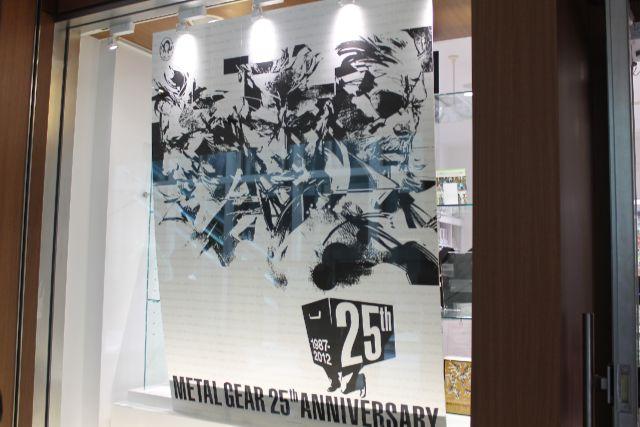 25th
1987-
2012
METAL GEAR 25th ANNIVERSARY